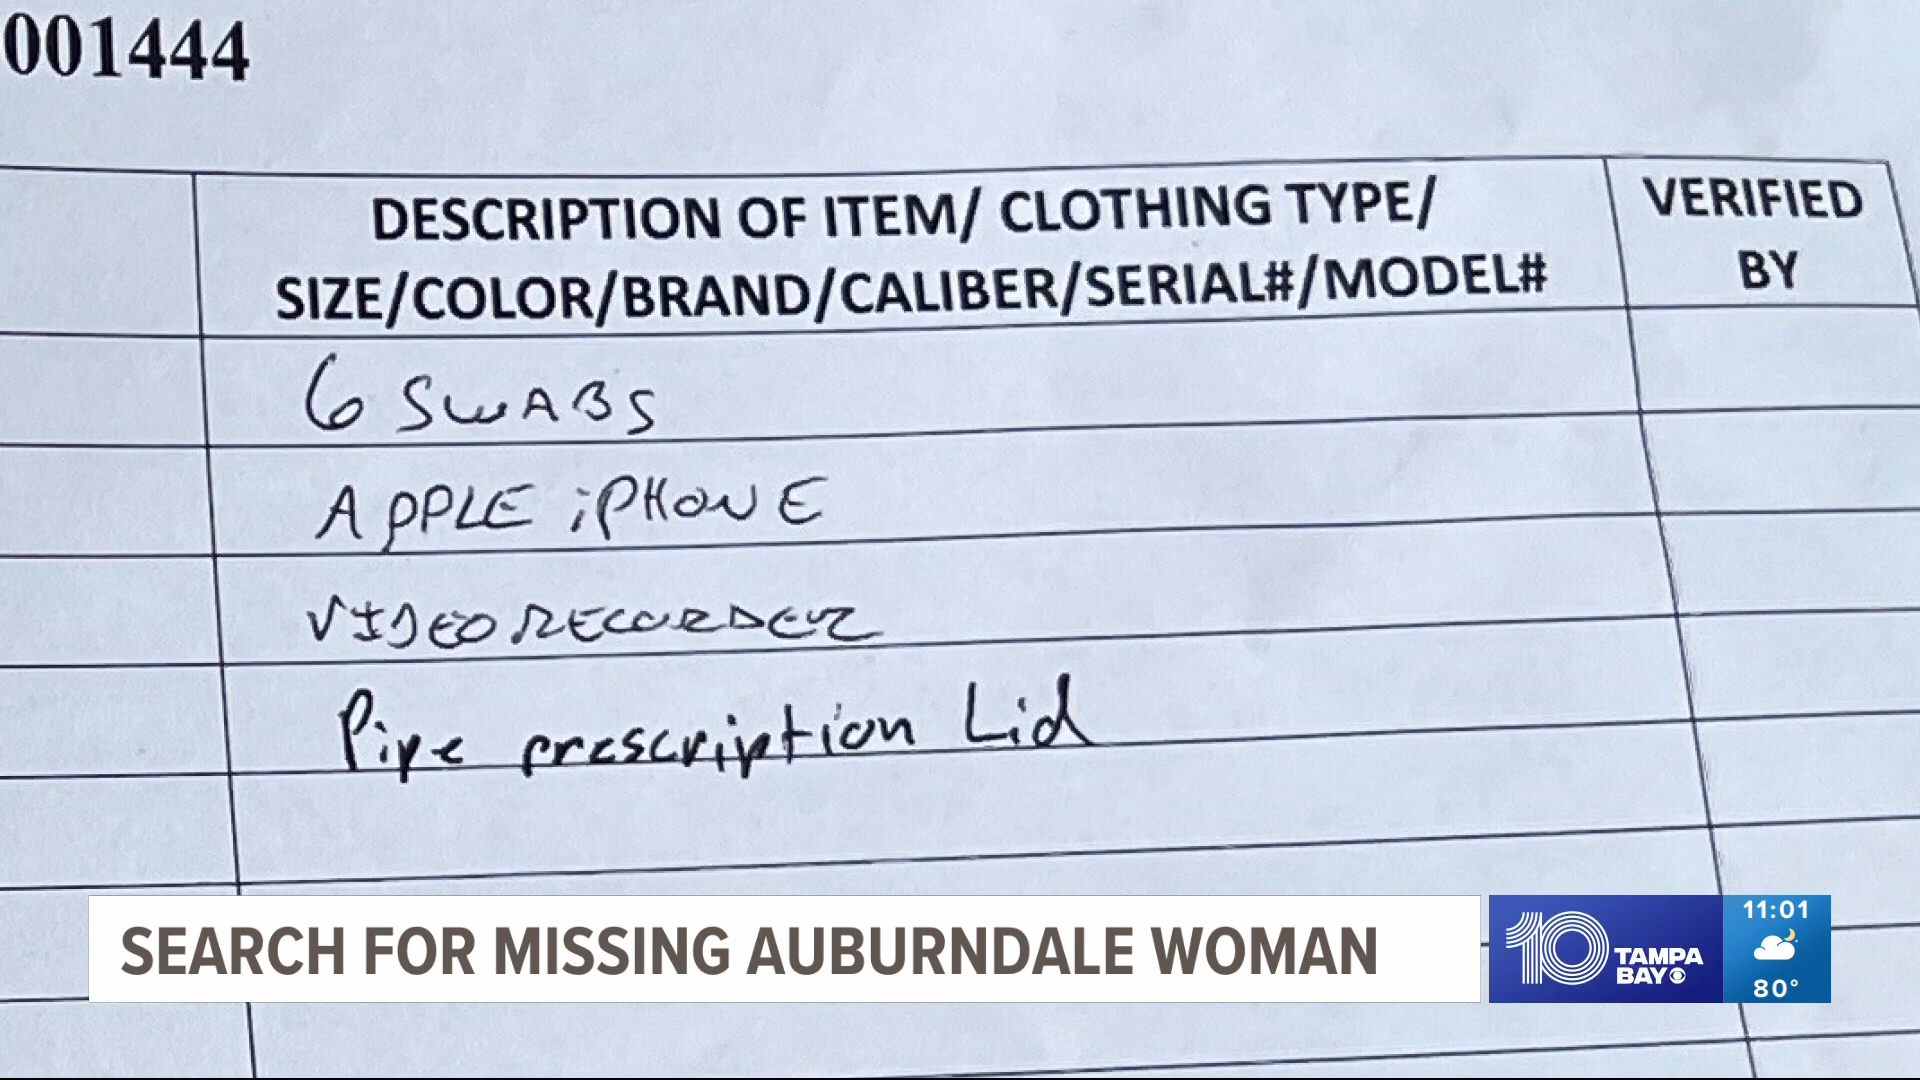 001444
DESCRIPTION OF ITEM/ CLOTHING TYPE/
SIZE/COLOR/BRAND/CALIBER/SERIAL#/MODEL#
VERIFIED
BY
6 SWABS
APPLE iPHONE
VIDEO RECORDER
Pipe prescription Lid
SEARCH FOR MISSING AUBURNDALE WOMAN
10 TAMPA
BAY
11:01
80°